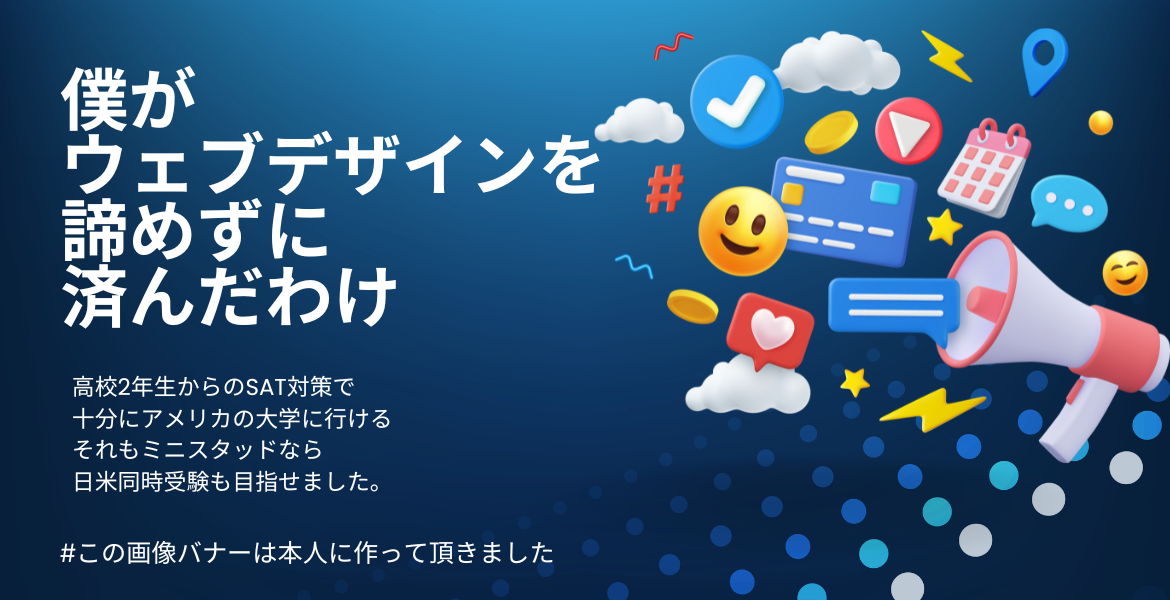 僕が
ウェブデザインを
諦めずに
済んだわけ
高校2年生からのSAT対策で
十分にアメリカの大学に行ける
それもミニスタッドなら
日米同時受験も目指せました。
#この画像バナーは本人に作って頂きました
#